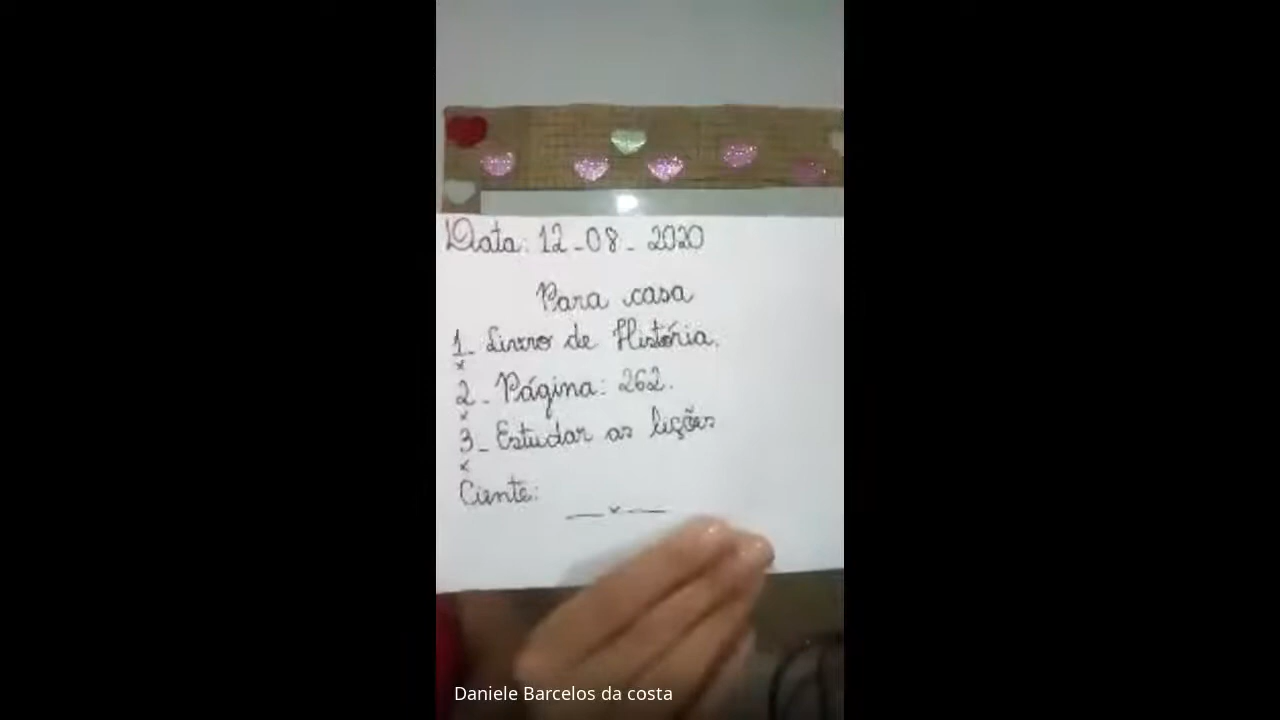 Data: 12-08-2020
Para casa
1- Livro de História.
x
2- Página: 262.
x
3- Estudar as lições
x
Ciente:
—x—
Daniele Barcelos da costa